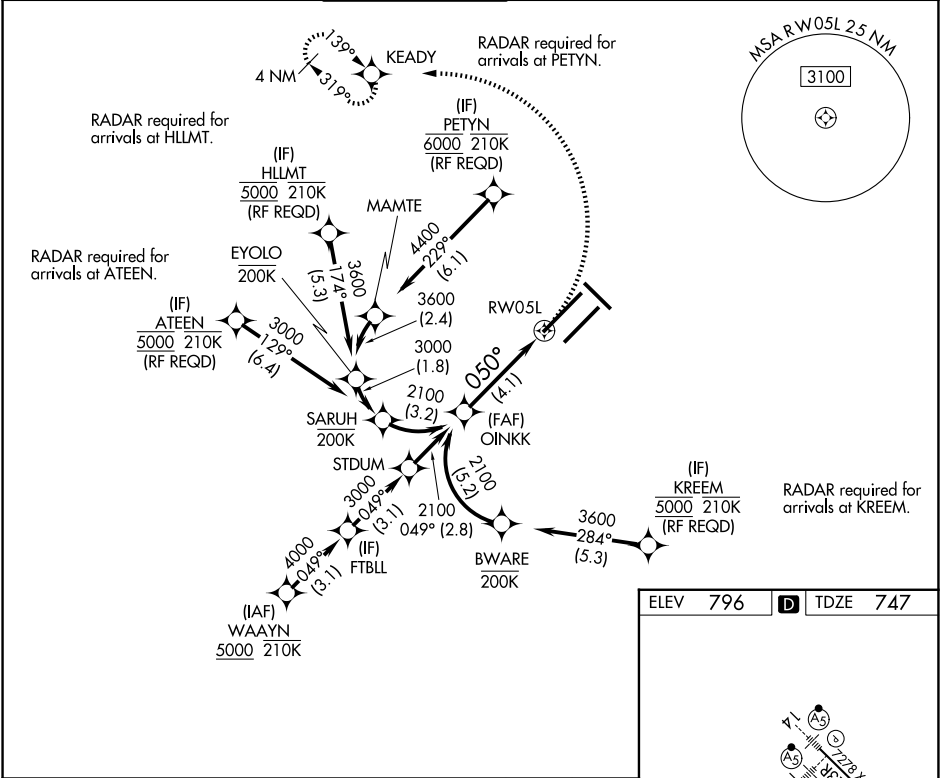 MSA RW05L 25 NM
3100
139°
319°
4 NM
KEADY
RADAR required for
arrivals at PETYN.
RADAR required for
arrivals at HLLMT.
(IF)
PETYN
6000 210K
(RF REQD)
(IF)
HLLMT
5000 210K
(RF REQD)
MAMTE
4400
229°
(6.1)
RADAR required for
arrivals at ATEEN.
EYOLO
200K
3600
174°
(5.3)
3600
(2.4)
RW05L
(IF)
ATEEN
5000 210K
(RF REQD)
3000
129°
(6.4)
3000
(1.8)
050°
(4.1)
2100
(3.2)
SARUH
200K
(FAF)
OINKK
STDUM
2100
(5.2)
3000
049°
(3.1)
2100
049° (2.8)
(IF)
KREEM
5000 210K
(RF REQD)
RADAR required for
arrivals at KREEM.
3600
284°
(5.3)
(IF)
FTBLL
BWARE
200K
4000
049°
(3.1)
(IAF)
WAAYN
5000 210K
ELEV 796 D TDZE 747
14
A5
P
A5
7278 X